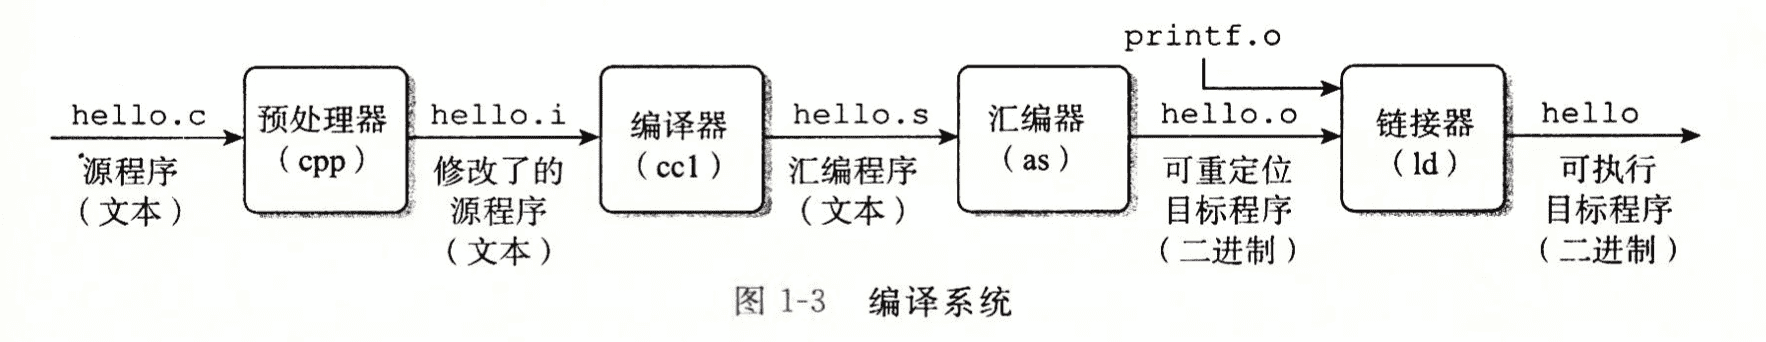 printf.o
hello.c
预处理器
(cpp)
hello.i
编译器
(cc1)
hello.s
汇编器
(as)
hello.o
链接器
(ld)
hello
源程序
(文本)
修改了的
源程序
(文本)
汇编程序
(文本)
可重定位
目标程序
(二进制)
可执行
目标程序
(二进制)
图 1-3 编译系统